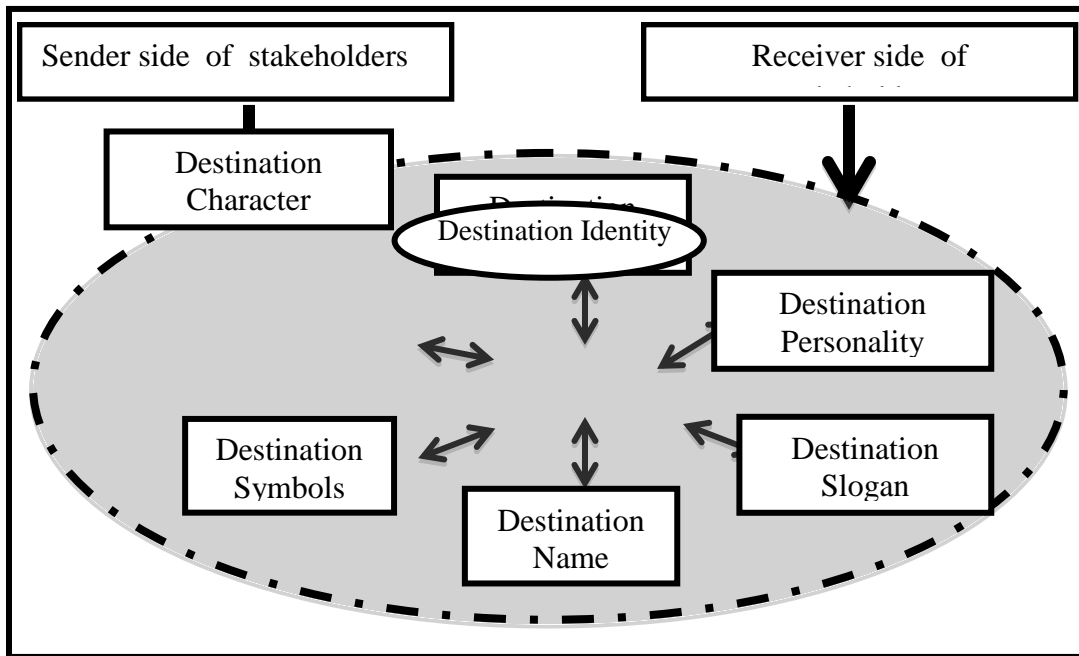 Sender side of stakeholders
Receiver side of
Destination
Character
Destination Identity
Destination
Personality
Destination
Symbols
Destination
Slogan
Destination
Name